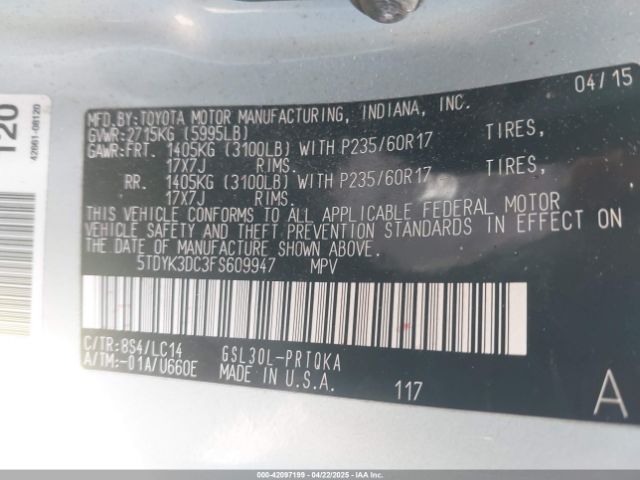 120
42661-08120
MFD.BY:TOYOTA MOTOR MANUFACTURING, INDIANA, INC. 04/15
GVWR:2715KG (5995LB)
GAWR:FRT. 1405KG (3100LB) WITH P235/60R17 TIRES,
17X7J RIMS.
RR. 1405KG (3100LB) WITH P235/60R17 TIRES,
17X7J RIMS.
THIS VEHICLE CONFORMS TO ALL APPLICABLE FEDERAL MOTOR
VEHICLE SAFETY AND THEFT PREVENTION STANDARDS IN EFFECT ON
THE DATE OF MANUFACTURE SHOWN ABOVE.
5TDYK3DC3FS609947 MPV
C/TR:8S4/LC14 GSL30L-PRTQKA
A/TM:-01A/U660E MADE IN U.S.A. 117 A
000-42097199 - 04/22/2025 - IAAI.COM